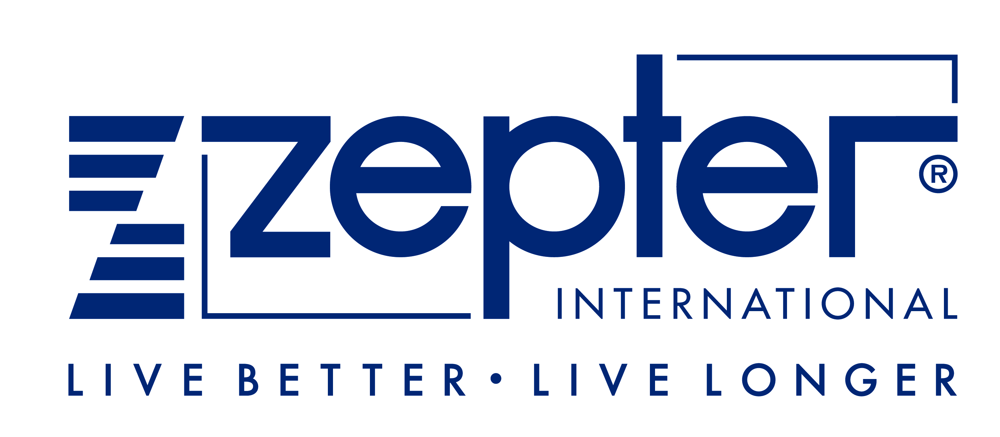 zepter®
INTERNATIONAL
LIVE BETTER • LIVE LONGER